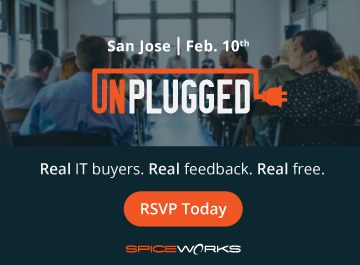 San Jose | Feb. 10th
UNPLUGGED
Real IT buyers. Real feedback. Real free.
RSVP Today
SPICEWORKS